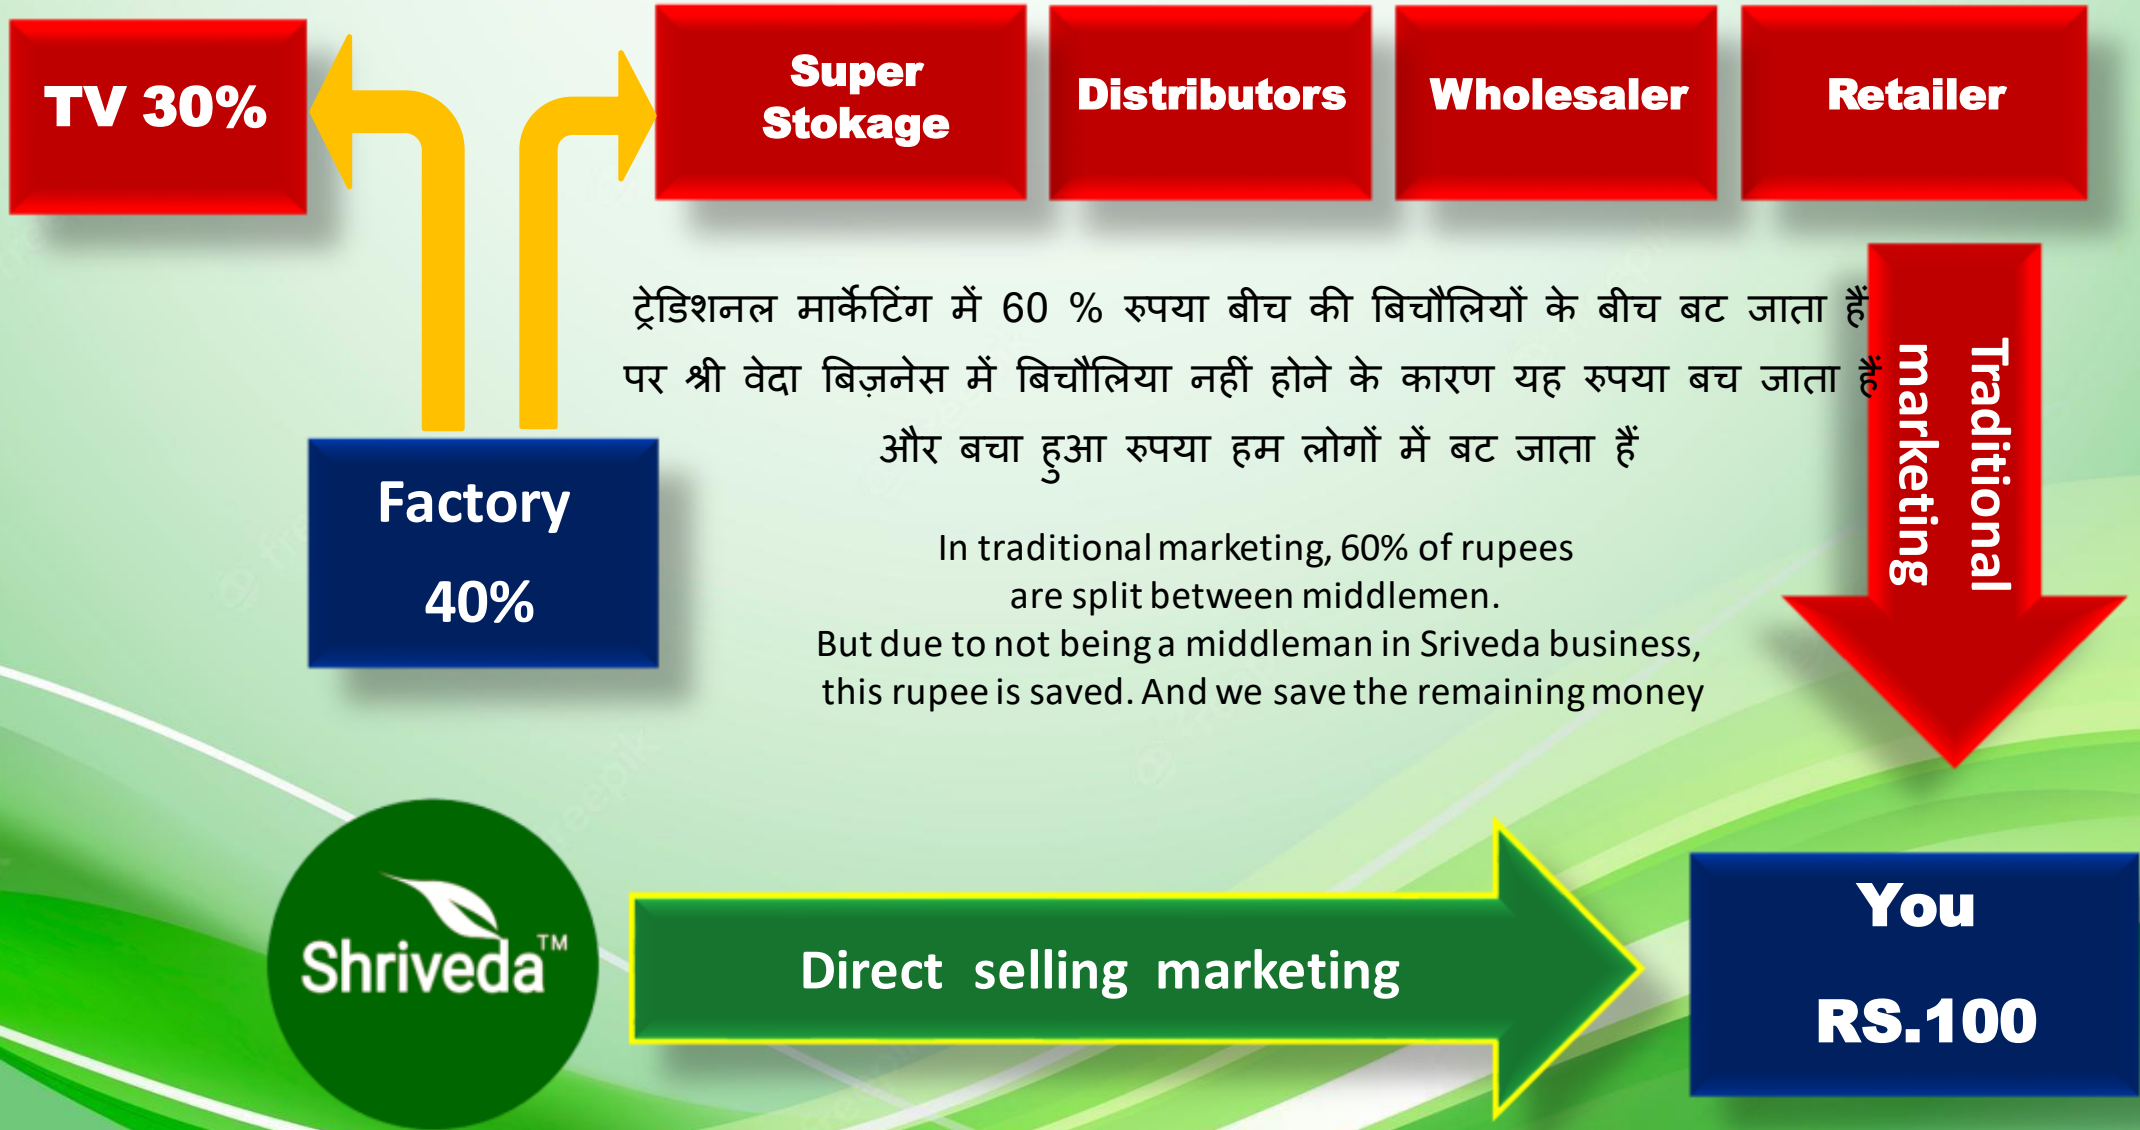 TV 30%
Super
Stokage
Distributors
Wholesaler
Retailer
ट्रेडिशनल मार्केटिंग में 60 % रुपया बीच की बिचौलियों के बीच बट जाता हैं
पर श्री वेदा बिज़नेस में बिचौलिया नहीं होने के कारण यह रुपया बच जाता हैं
और बचा हुआ रुपया हम लोगों में बट जाता हैं
Traditional
marketing
Factory
40%
In traditional marketing, 60% of rupees
are split between middlemen.
But due to not being a middleman in Sriveda business,
this rupee is saved. And we save the remaining money
Shriveda™
Direct selling marketing
You
RS.100